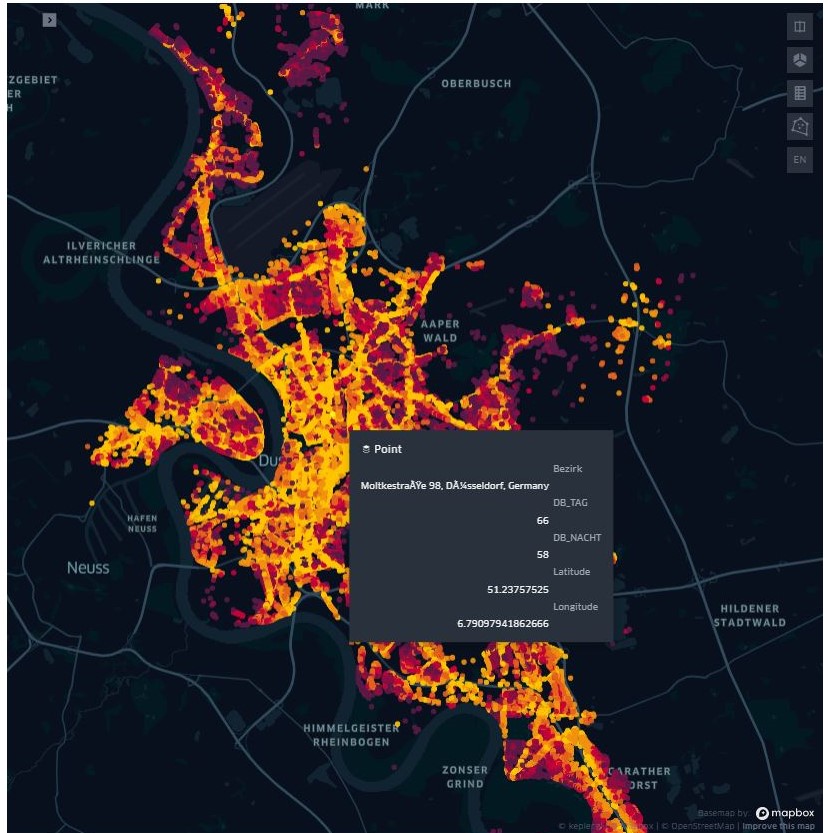 MARK
OBERBUSCH
ZGEBIET
ER
H
EN
ILVERICHER
ALTRHEINSCHLINGE
AAPER
WALD
Point
Bezirk
MoltkestraÃŸe 98, DÃ¼sseldorf, Germany
DB_TAG
66
DB_NACHT
58
Latitude
51.23757525
Longitude
6.79097941862666
Dus
HAFEN
NEUSS
Neuss
HILDENER
STADTWALD
HIMMELGEISTER
RHEINBOGEN
ZONSER
GRIND
GARATHER
ORST
Basemap by: mapbox
© kepler | © OpenStreetMap | Improve this map